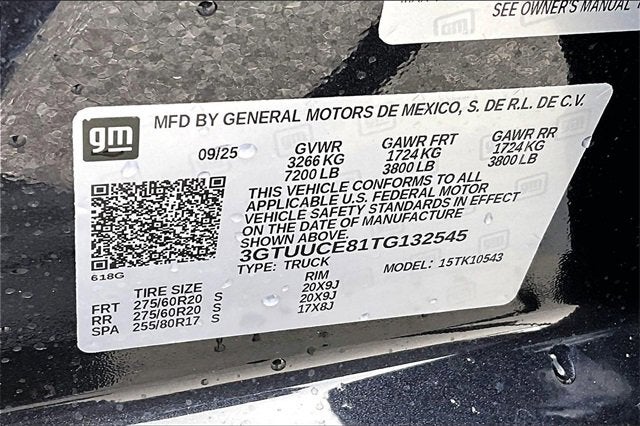 SEE OWNER'S MANUAL
gm
gm
MFD BY GENERAL MOTORS DE MEXICO, S. DE R.L. DE C.V.
09/25 GVWR GAWR FRT GAWR RR
3266 KG 1724 KG 1724 KG
7200 LB 3800 LB 3800 LB
THIS VEHICLE CONFORMS TO ALL
APPLICABLE U.S. FEDERAL MOTOR
VEHICLE SAFETY STANDARDS IN EFFECT
ON THE DATE OF MANUFACTURE
SHOWN ABOVE.
3GTUUCE81TG132545
TYPE: TRUCK MODEL: 15TK10543
618G
TIRE SIZE RIM
FRT 275/60R20 S 20X9J
RR 275/60R20 S 20X9J
SPA 255/80R17 S 17X8J